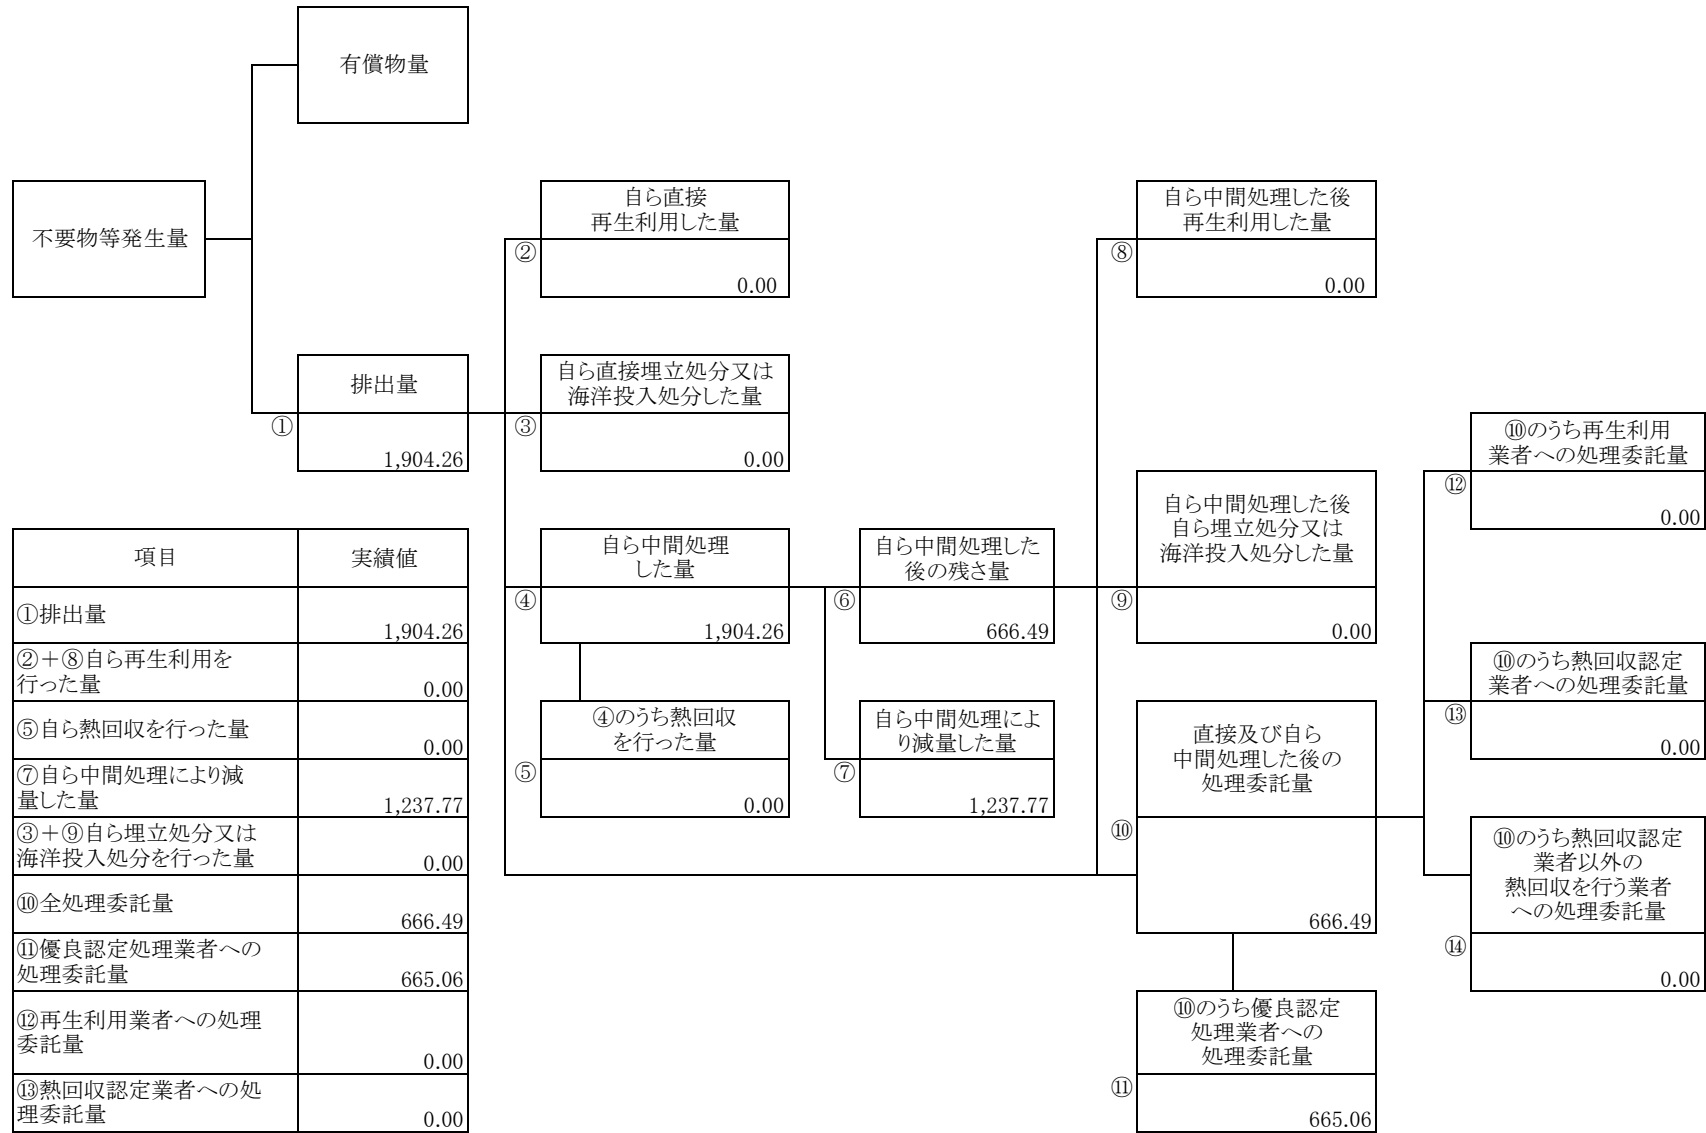 有償物量
不要物等発生量
自ら直接
再生利用した量
②
0.00
自ら中間処理した後
再生利用した量
⑧
0.00
排出量
①
1,904.26
自ら直接埋立処分又は
海洋投入処分した量
③
0.00
⑩のうち再生利用
業者への処理委託量
⑫
0.00
自ら中間処理
した量
④
1,904.26
自ら中間処理した
後の残さ量
⑥
666.49
自ら中間処理した後
自ら埋立処分又は
海洋投入処分した量
⑨
0.00
⑩のうち熱回収認定
業者への処理委託量
⑬
0.00
④のうち熱回収
を行った量
⑤
0.00
自ら中間処理によ
り減量した量
⑦
1,237.77
直接及び自ら
中間処理した後の
処理委託量
⑩
666.49
⑩のうち熱回収認定
業者以外の
熱回収を行う業者
への処理委託量
⑭
0.00
⑩のうち優良認定
処理業者への
処理委託量
⑪
665.06
項目 実績値
①排出量
1,904.26
②＋⑧自ら再生利用を
行った量
0.00
⑤自ら熱回収を行った量
0.00
⑦自ら中間処理により減
量した量
1,237.77
③＋⑨自ら埋立処分又は
海洋投入処分を行った量
0.00
⑩全処理委託量
666.49
⑪優良認定処理業者への
処理委託量
665.06
⑫再生利用業者への処理
委託量
0.00
⑬熱回収認定業者への処
理委託量
0.00